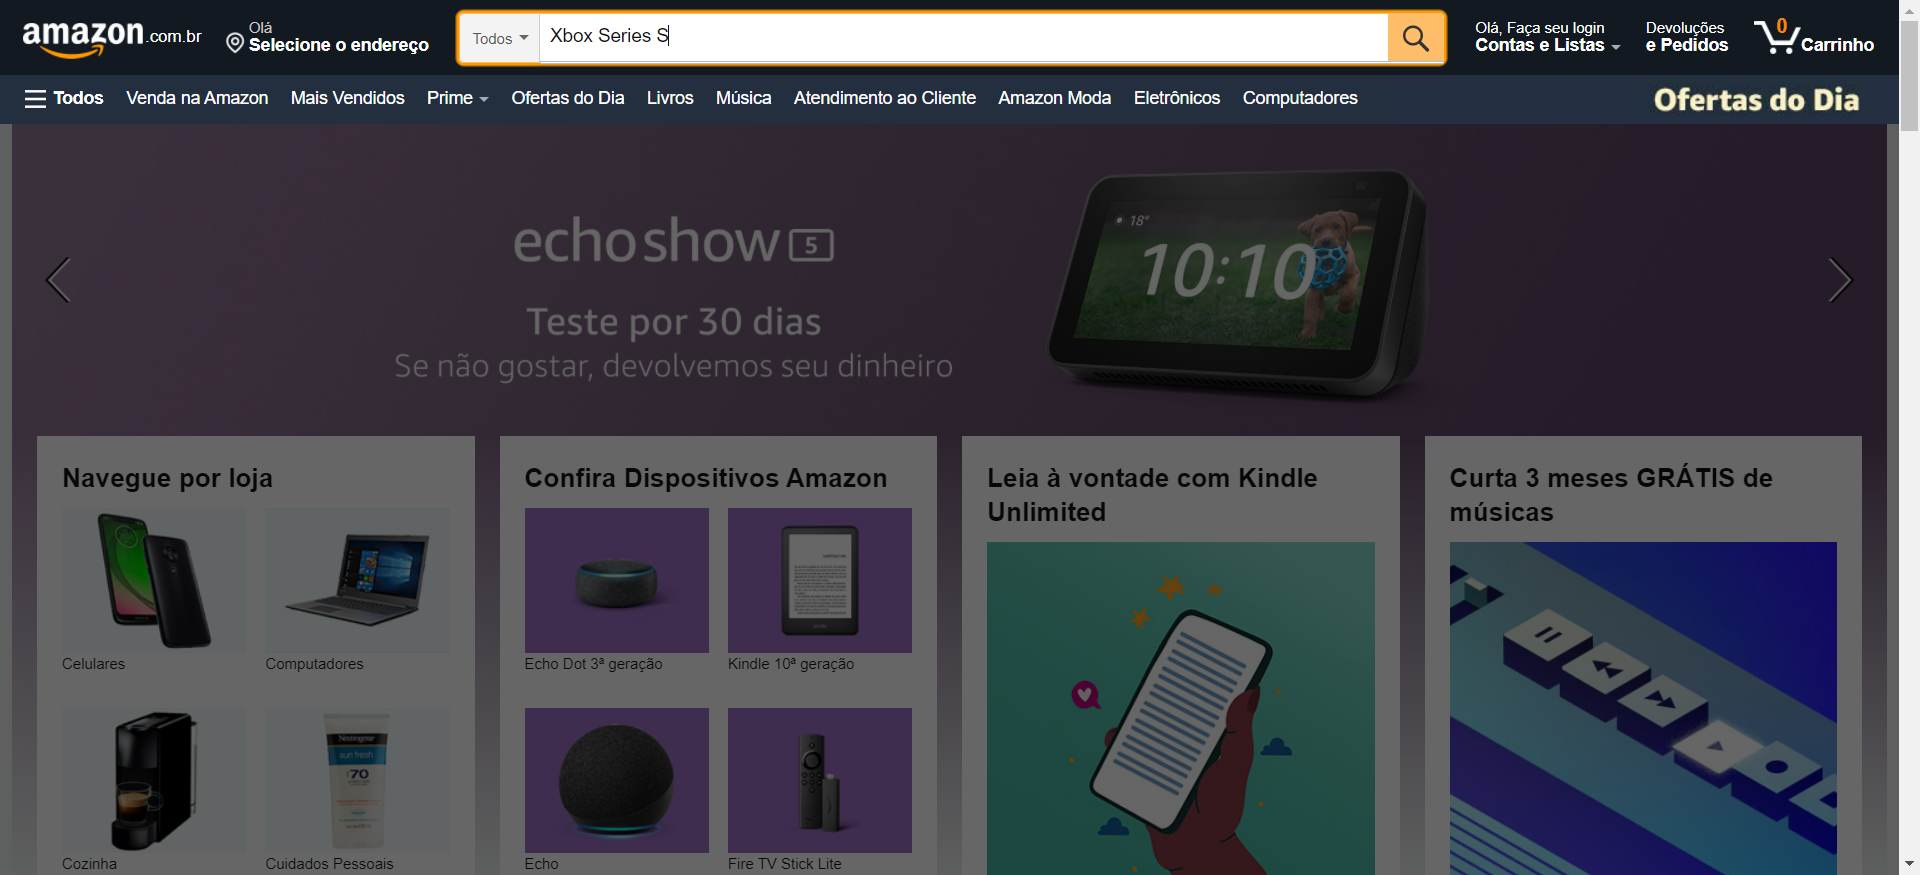 amazon.com.br
Olá
Selecione o endereço
Todos
Xbox Series S
Olá, Faça seu login
Contas e Listas
Devoluções
e Pedidos
0
Carrinho
Todos
Venda na Amazon
Mais Vendidos
Prime
Ofertas do Dia
Livros
Música
Atendimento ao Cliente
Amazon Moda
Eletrônicos
Computadores
Ofertas do Dia
echo show 5
Teste por 30 dias
Se não gostar, devolvemos seu dinheiro
18°
10:10
Navegue por loja
Celulares
Computadores
Neutrogena
sun fresh
70
Cozinha
Cuidados Pessoais
Confira Dispositivos Amazon
Echo Dot 3ª geração
Kindle 10ª geração
Echo
Fire TV Stick Lite
Leia à vontade com Kindle
Unlimited
Curta 3 meses GRÁTIS de
músicas